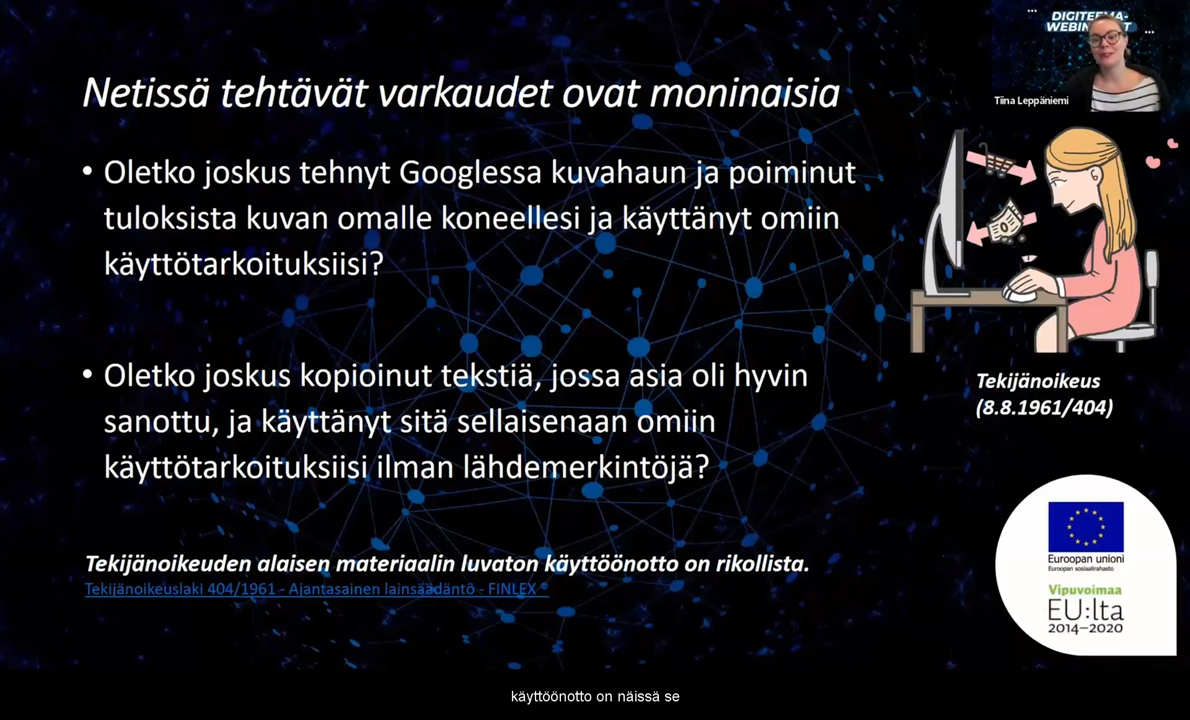 DIGITEEMA-
Tiina Leppäniemi
Netissä tehtävät varkaudet ovat moninaisia
• Oletko joskus tehnyt Googlessa kuvahaun ja poiminut
tuloksista kuvan omalle koneellesi ja käyttänyt omiin
käyttötarkoituksiisi?
• Oletko joskus kopioinut tekstiä, jossa asia oli hyvin
sanottu, ja käyttänyt sitä sellaisenaan omiin
käyttötarkoituksiisi ilman lähdemerkintöjä?
Tekijänoikeus
(8.8.1961/404)
Tekijänoikeuden alaisen materiaalin luvaton käyttöönotto on rikollista.
Tekijänoikeuslaki 404/1961 - Ajantasainen lainsäädäntö - FINLEX ®
Euroopan unioni
Euroopan sosiaalirahasto
Vipuvoimaa
EU:lta
2014–2020
käyttöönotto on näissä se